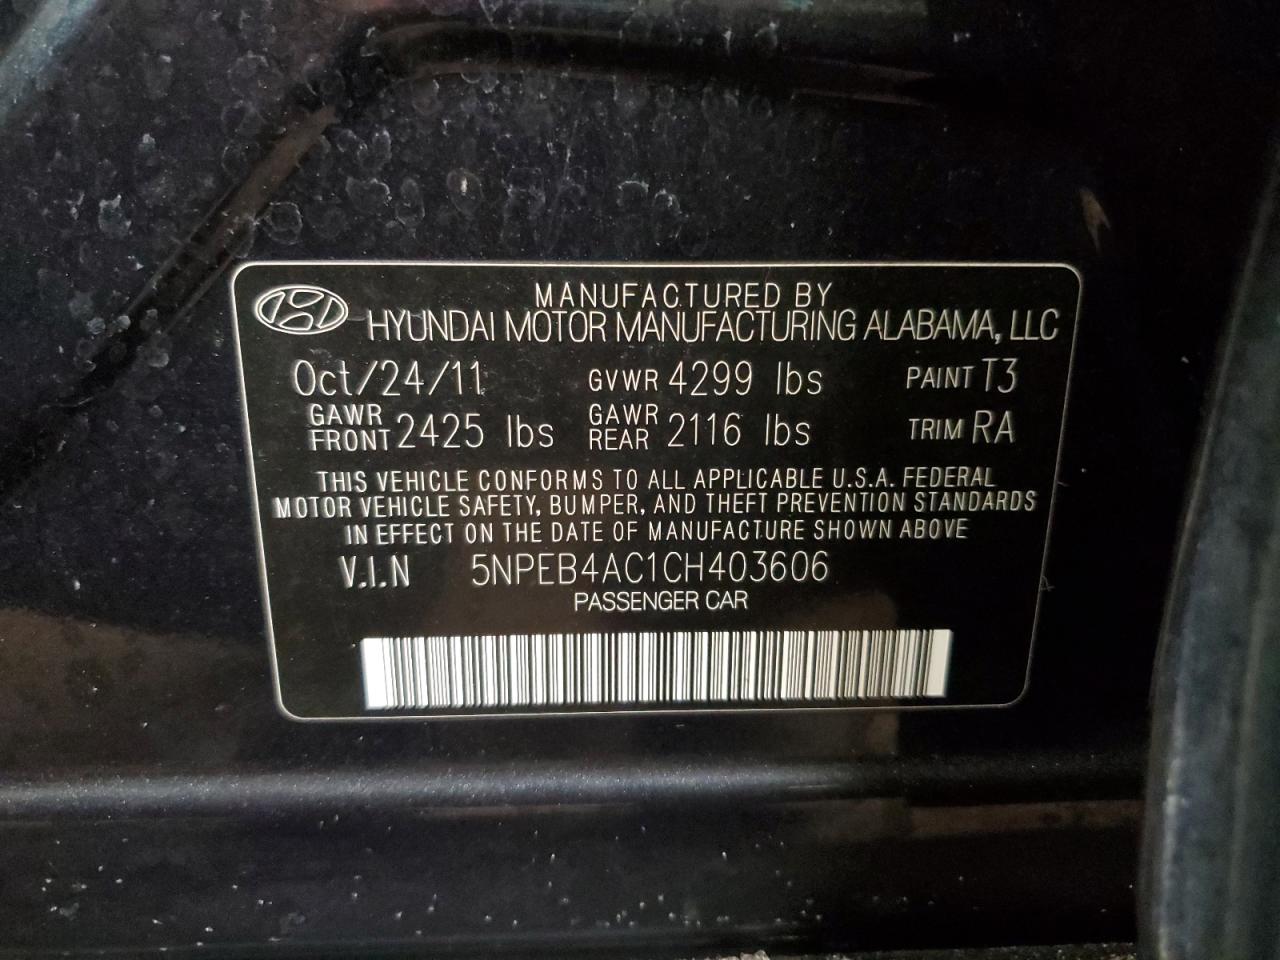 MANUFACTURED BY
HYUNDAI MOTOR MANUFACTURING ALABAMA, LLC
Oct/24/11 GVWR 4299 lbs PAINT T3
GAWR FRONT 2425 lbs GAWR REAR 2116 lbs TRIM RA
THIS VEHICLE CONFORMS TO ALL APPLICABLE U.S.A. FEDERAL
MOTOR VEHICLE SAFETY, BUMPER, AND THEFT PREVENTION STANDARDS
IN EFFECT ON THE DATE OF MANUFACTURE SHOWN ABOVE
V.I.N 5NPEB4AC1CH403606
PASSENGER CAR